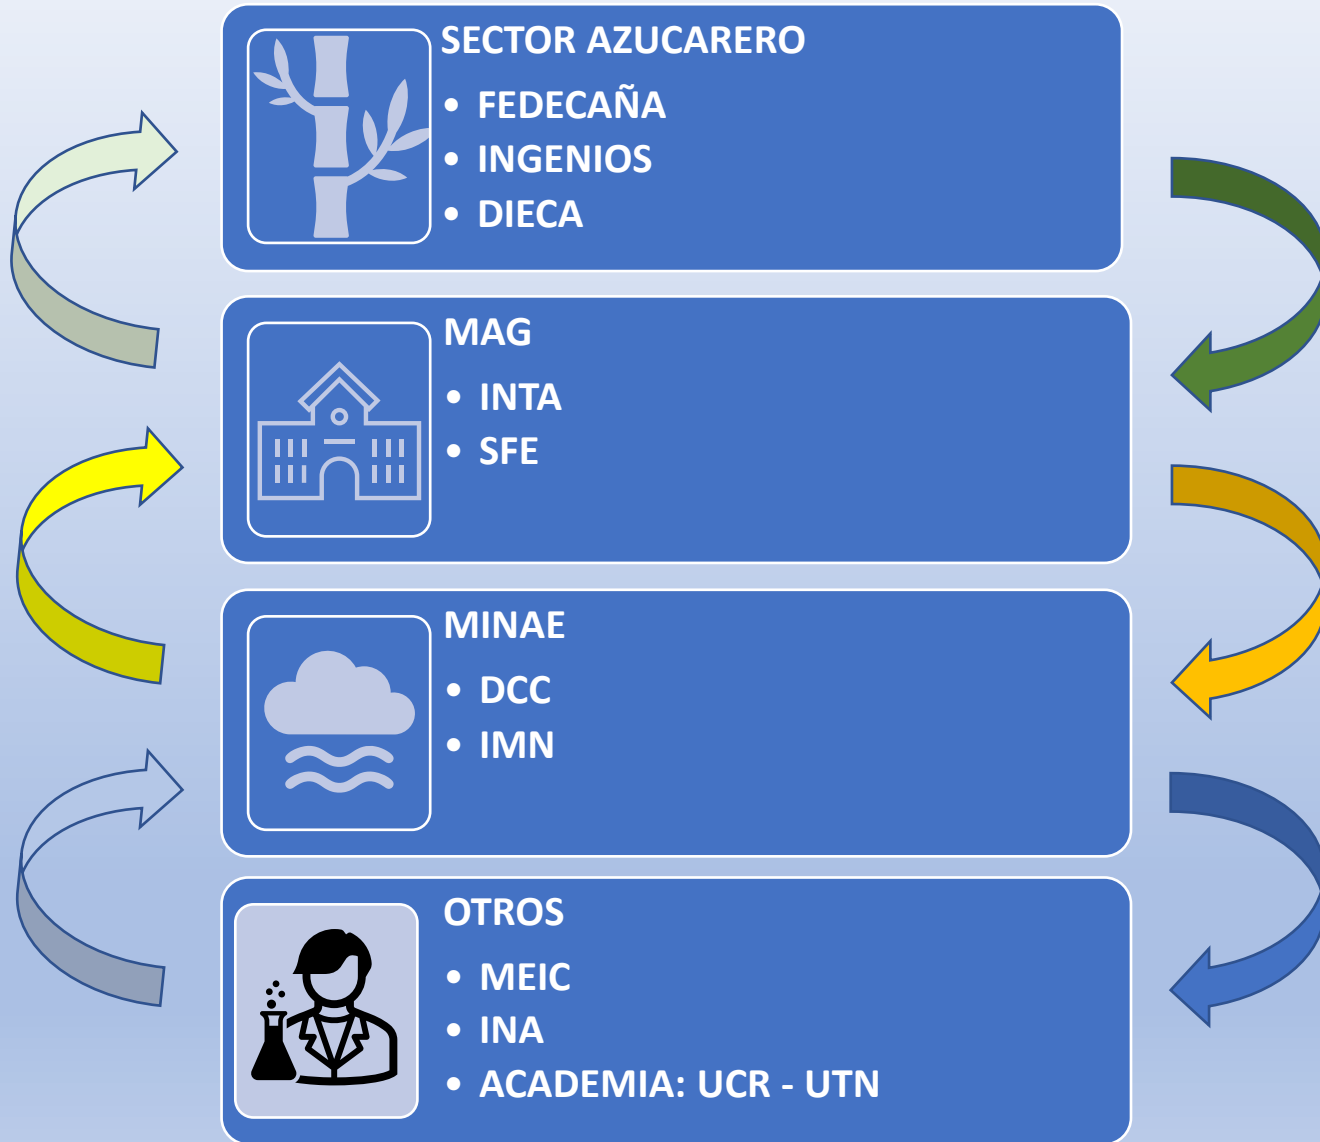 SECTOR AZUCARERO
• FEDECAÑA
• INGENIOS
• DIECA
MAG
• INTA
• SFE
MINAE
• DCC
• IMN
OTROS
• MEIC
• INA
• ACADEMIA: UCR - UTN